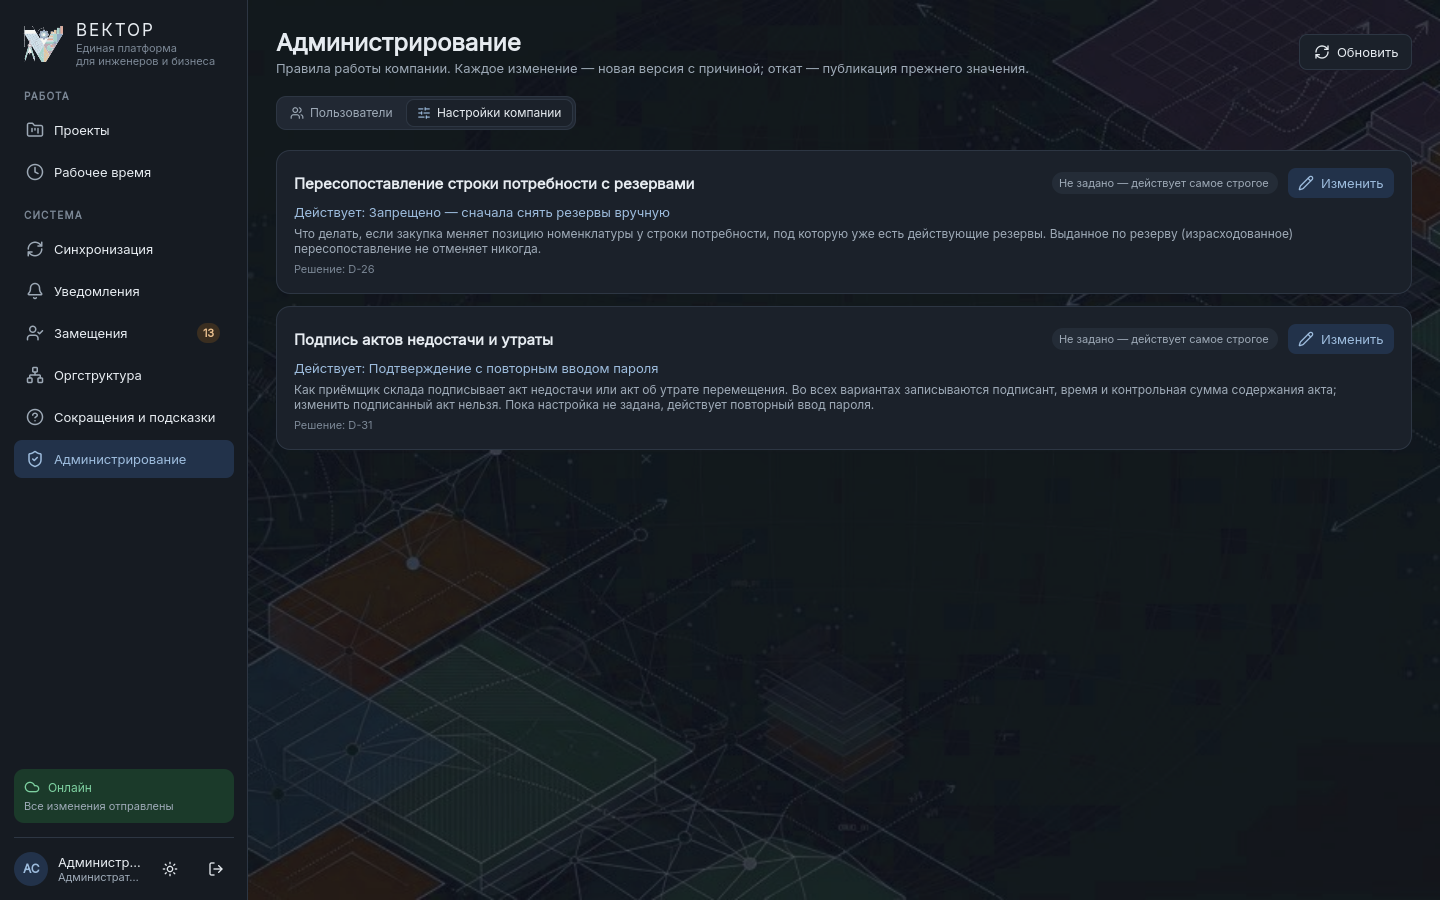 ВЕКТОР
Единая платформа
для инженеров и бизнеса
РАБОТА
Проекты
Рабочее время
СИСТЕМА
Синхронизация
Уведомления
Замещения 13
Оргструктура
Сокращения и подсказки
Администрирование
Онлайн
Все изменения отправлены
АС
Администр...
Администрат...
Администрирование
Правила работы компании. Каждое изменение — новая версия с причиной; откат — публикация прежнего значения.
Обновить
Пользователи
Настройки компании
Пересопоставление строки потребности с резервами
Не задано — действует самое строгое
Изменить
Действует: Запрещено — сначала снять резервы вручную
Что делать, если закупка меняет позицию номенклатуры у строки потребности, под которую уже есть действующие резервы. Выданное по резерву (израсходованное)
пересопоставление не отменяет никогда.
Решение: D-26
Подпись актов недостачи и утраты
Не задано — действует самое строгое
Изменить
Действует: Подтверждение с повторным вводом пароля
Как приёмщик склада подписывает акт недостачи или акт об утрате перемещения. Во всех вариантах записываются подписант, время и контрольная сумма содержания акта;
изменить подписанный акт нельзя. Пока настройка не задана, действует повторный ввод пароля.
Решение: D-31